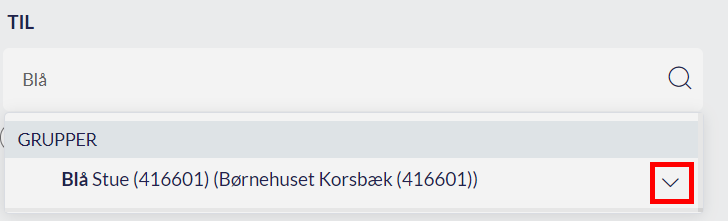 TIL
Blå
GRUPPER
Blå Stue (416601) (Børnehuset Korsbæk (416601))